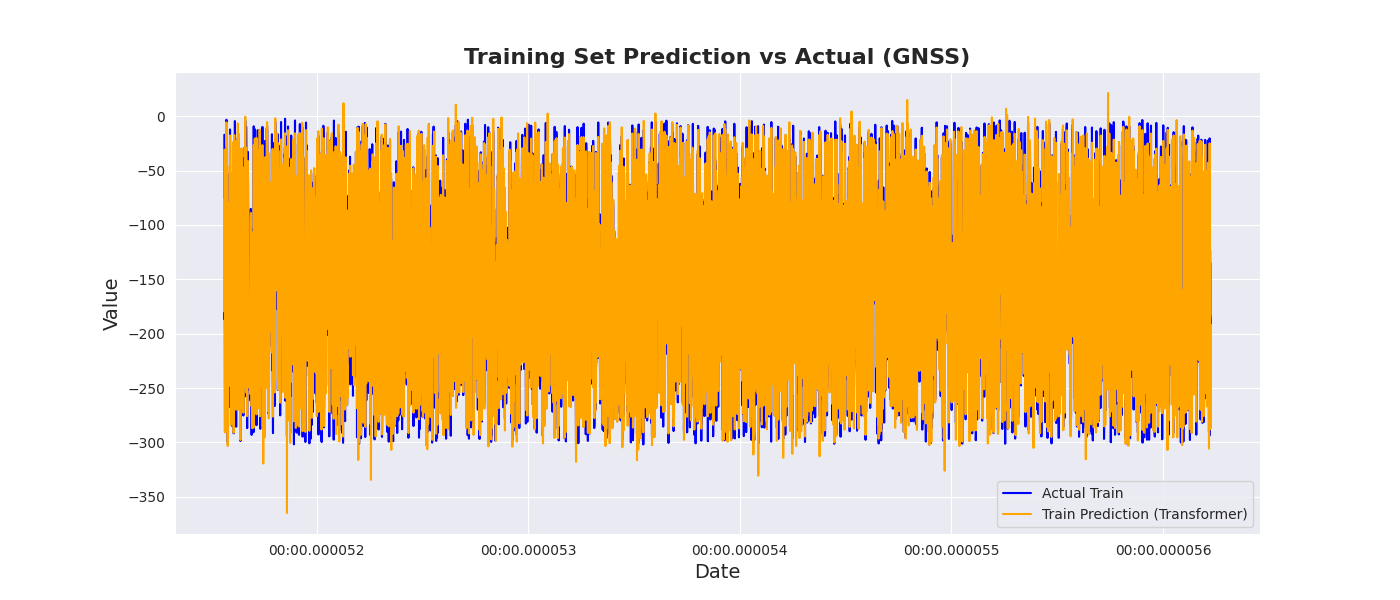 Training Set Prediction vs Actual (GNSS)
Value
0
−50
−100
−150
−200
−250
−300
−350
Actual Train
Train Prediction (Transformer)
00:00.000052
00:00.000053
00:00.000054
00:00.000055
00:00.000056
Date